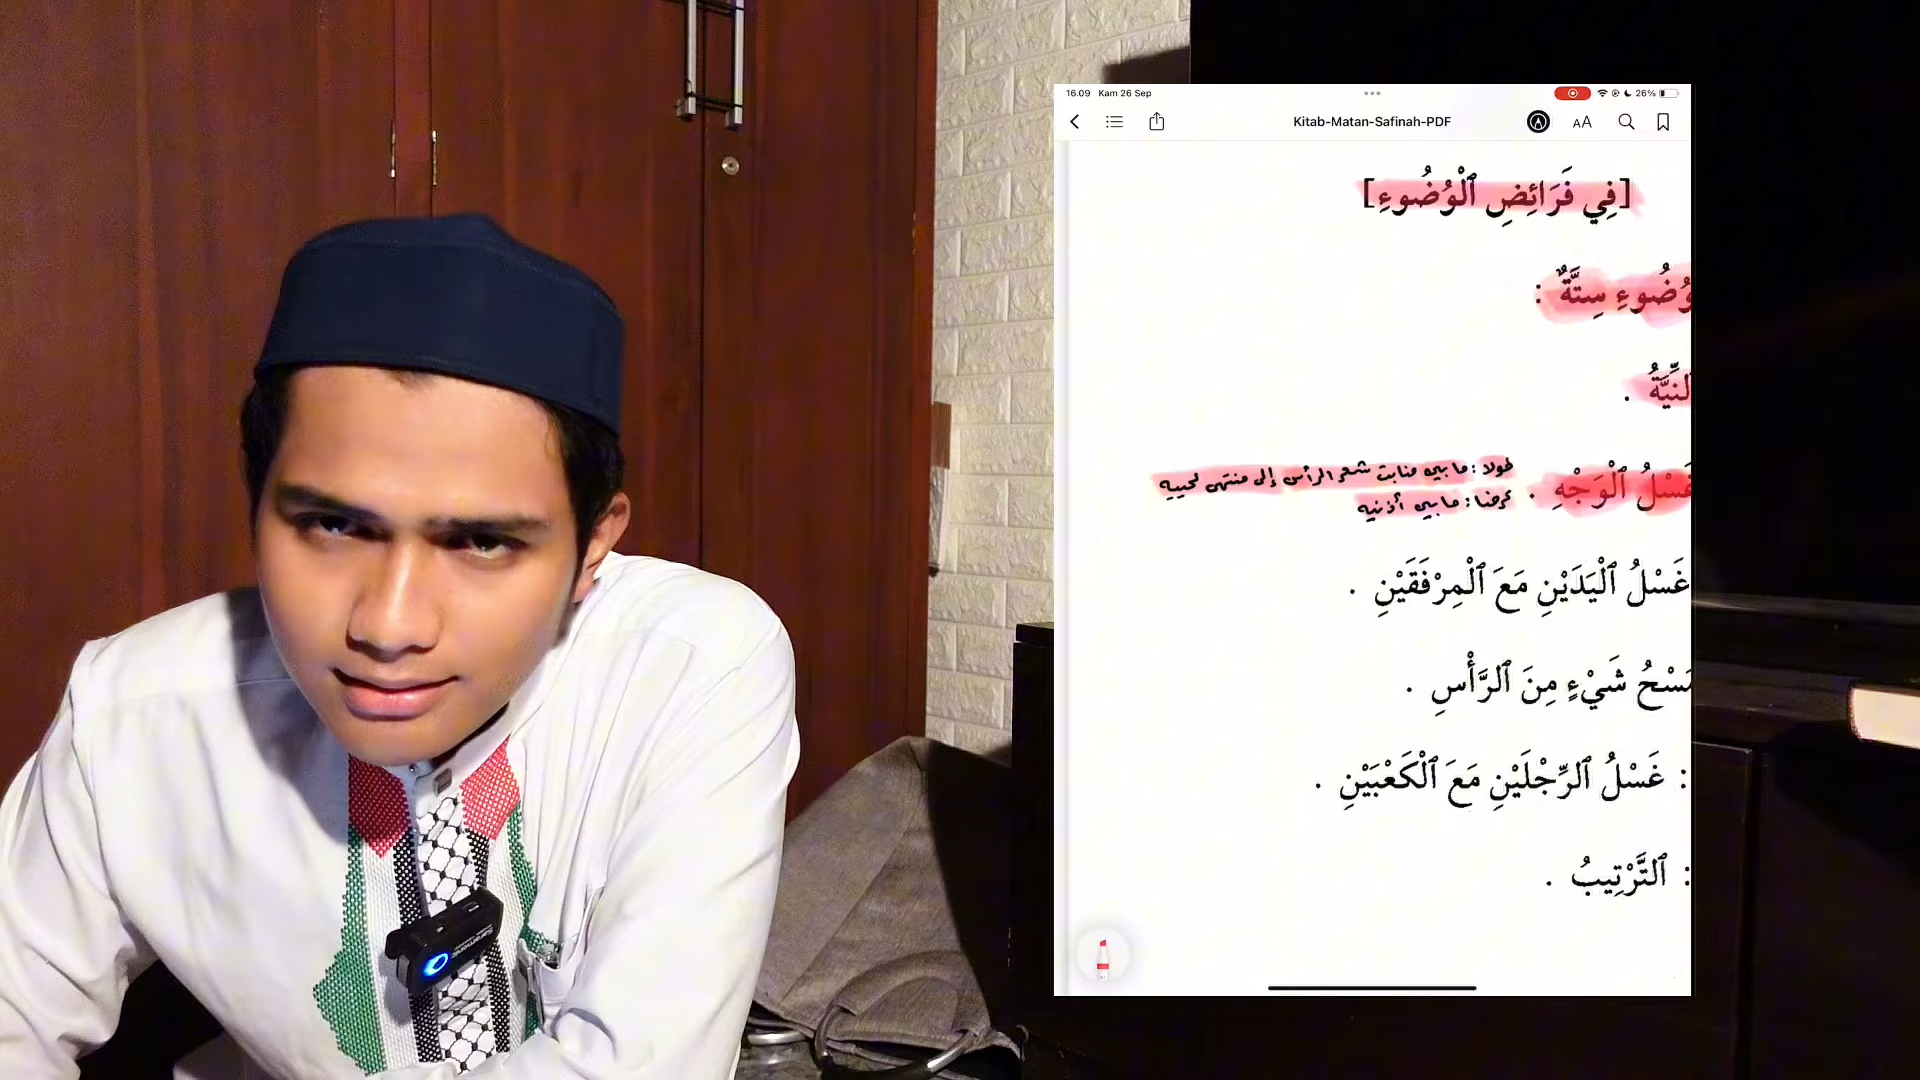 16.09 Kam 26 Sep
26%
Kitab-Matan-Safinah-PDF
AA
[فِي فَرَائِضِ ٱلْوُضُوءِ]
وُضُوءِ سِتَّةٌ :
ٱلنِّيَّةُ .
غَسْلُ ٱلْوَجْهِ .
طولا : ما بين منابت شعر الرأس إلى منتهى لحييه
عرضا : ما بين أذنيه
غَسْلُ ٱلْيَدَيْنِ مَعَ ٱلْمِرْفَقَيْنِ .
مَسْحُ شَيْءٍ مِنَ ٱلرَّأْسِ .
: غَسْلُ ٱلرِّجْلَيْنِ مَعَ ٱلْكَعْبَيْنِ .
: ٱلتَّرْتِيبُ .
Saramonic